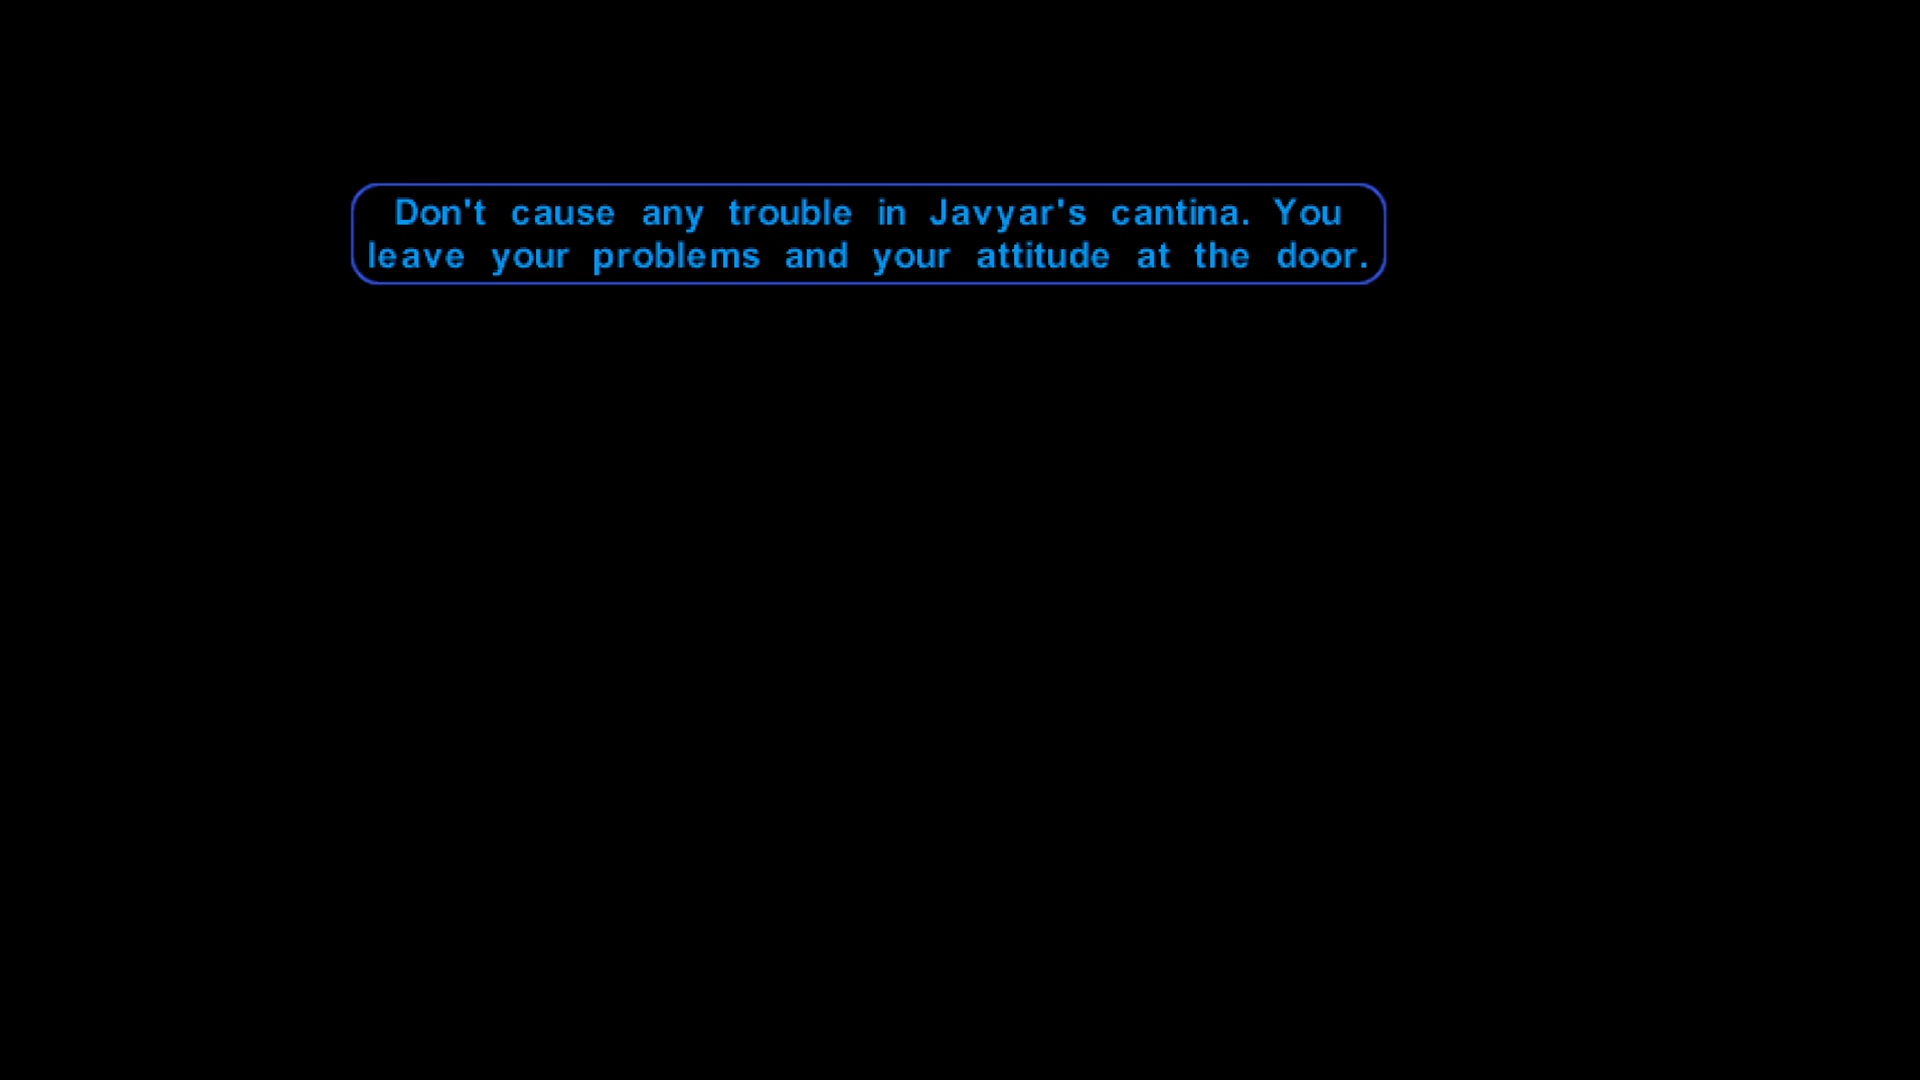 Don't cause any trouble in Javyar's cantina. You
leave your problems and your attitude at the door.